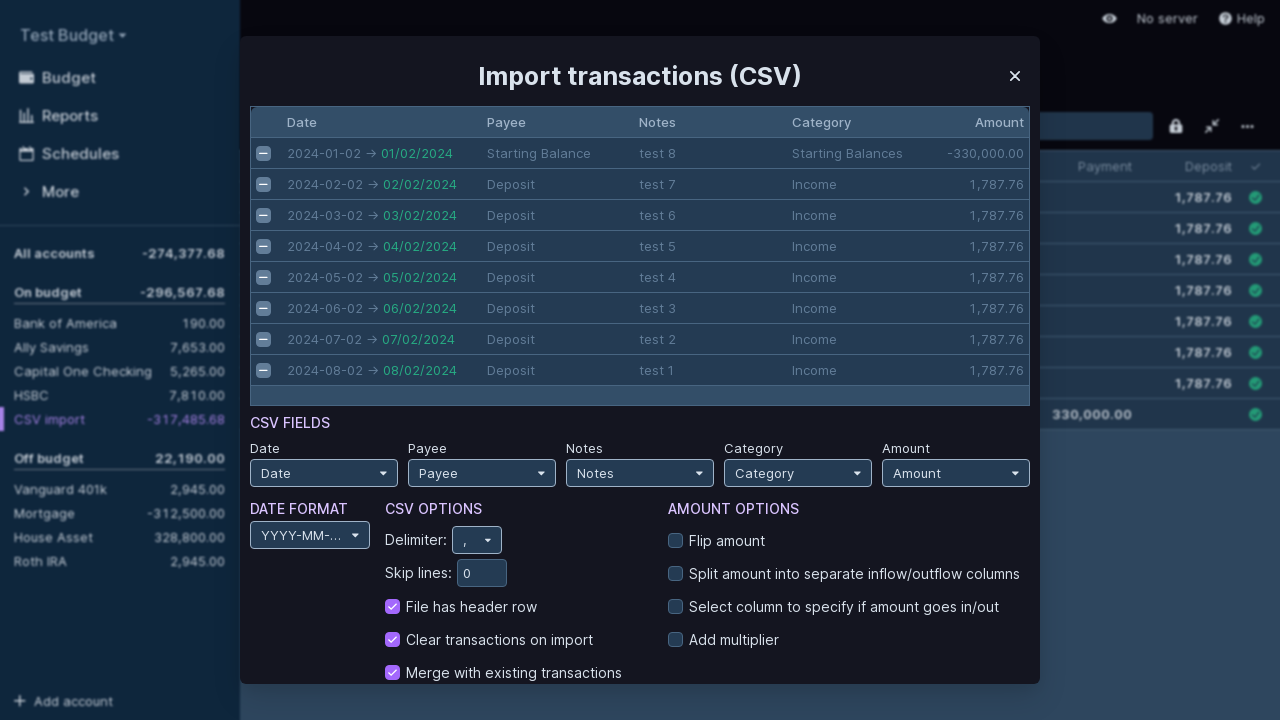 Test Budget
Budget
Reports
Schedules
More
All accounts -274,377.68
On budget -296,567.68
Bank of America 190.00
Ally Savings 7,653.00
Capital One Checking 5,265.00
HSBC 7,810.00
CSV import -317,485.68
Off budget 22,190.00
Vanguard 401k 2,945.00
Mortgage -312,500.00
House Asset 328,800.00
Roth IRA 2,945.00
Add account
No server Help
Payment Deposit
1,787.76
1,787.76
1,787.76
1,787.76
1,787.76
1,787.76
1,787.76
330,000.00
Import transactions (CSV)
Date Payee Notes Category Amount
2024-01-02 → 01/02/2024 Starting Balance test 8 Starting Balances -330,000.00
2024-02-02 → 02/02/2024 Deposit test 7 Income 1,787.76
2024-03-02 → 03/02/2024 Deposit test 6 Income 1,787.76
2024-04-02 → 04/02/2024 Deposit test 5 Income 1,787.76
2024-05-02 → 05/02/2024 Deposit test 4 Income 1,787.76
2024-06-02 → 06/02/2024 Deposit test 3 Income 1,787.76
2024-07-02 → 07/02/2024 Deposit test 2 Income 1,787.76
2024-08-02 → 08/02/2024 Deposit test 1 Income 1,787.76
CSV FIELDS
Date Payee Notes Category Amount
Date Payee Notes Category Amount
DATE FORMAT
YYYY-MM-...
CSV OPTIONS
Delimiter: ,
Skip lines: 0
File has header row
Clear transactions on import
Merge with existing transactions
AMOUNT OPTIONS
Flip amount
Split amount into separate inflow/outflow columns
Select column to specify if amount goes in/out
Add multiplier